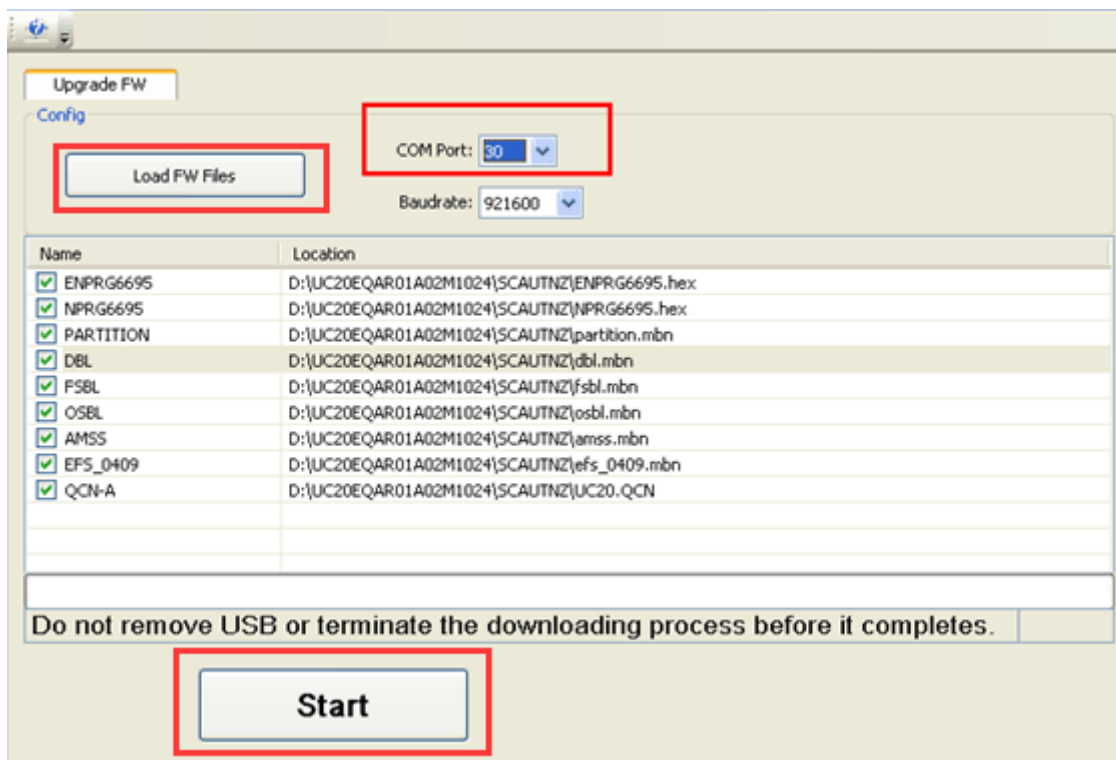 Upgrade FW
Config
Load FW Files
COM Port: 30
Baudrate: 921600
Name Location
ENPRG6695 D:\UC20EQAR01A02M1024\SCAUTNZ\ENPRG6695.hex
NPRG6695 D:\UC20EQAR01A02M1024\SCAUTNZ\NPRG6695.hex
PARTITION D:\UC20EQAR01A02M1024\SCAUTNZ\partition.mbn
DBL D:\UC20EQAR01A02M1024\SCAUTNZ\dbl.mbn
FSBL D:\UC20EQAR01A02M1024\SCAUTNZ\fsbl.mbn
OSBL D:\UC20EQAR01A02M1024\SCAUTNZ\osbl.mbn
AMSS D:\UC20EQAR01A02M1024\SCAUTNZ\amss.mbn
EFS_0409 D:\UC20EQAR01A02M1024\SCAUTNZ\efs_0409.mbn
QCN-A D:\UC20EQAR01A02M1024\SCAUTNZ\UC20.QCN
Do not remove USB or terminate the downloading process before it completes.
Start